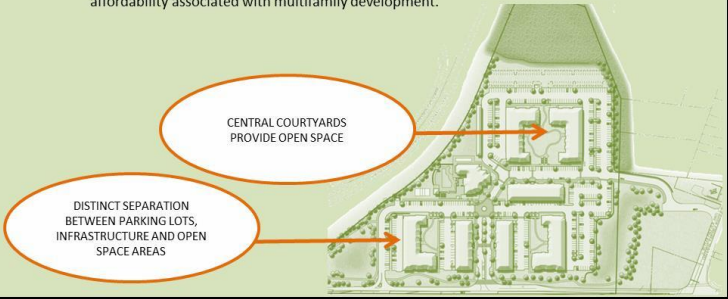 affordability associated with multifamily development.
CENTRAL COURTYARDS
PROVIDE OPEN SPACE
DISTINCT SEPARATION
BETWEEN PARKING LOTS,
INFRASTRUCTURE AND OPEN
SPACE AREAS